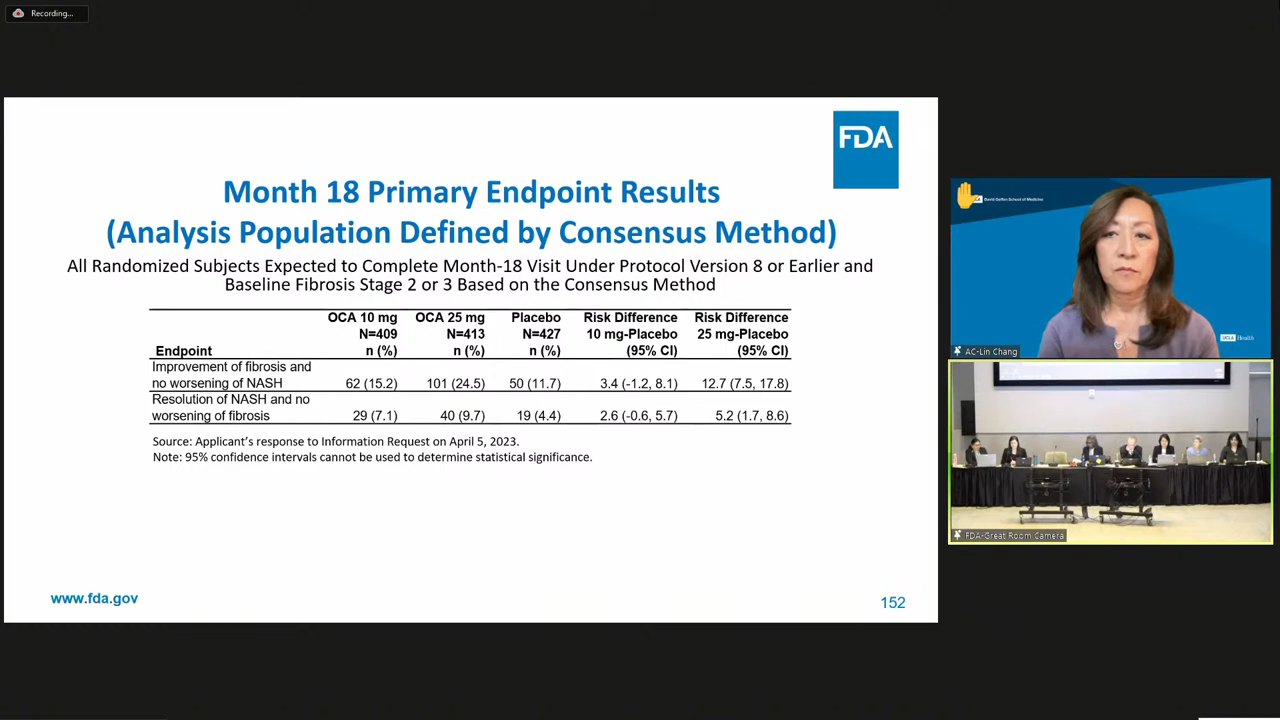 Recording...
FDA
Month 18 Primary Endpoint Results
(Analysis Population Defined by Consensus Method)
All Randomized Subjects Expected to Complete Month-18 Visit Under Protocol Version 8 or Earlier and
Baseline Fibrosis Stage 2 or 3 Based on the Consensus Method
OCA 10 mg OCA 25 mg Placebo Risk Difference Risk Difference
N=409 N=413 N=427 10 mg-Placebo 25 mg-Placebo
Endpoint n (%) n (%) n (%) (95% CI) (95% CI)
Improvement of fibrosis and
no worsening of NASH 62 (15.2) 101 (24.5) 50 (11.7) 3.4 (-1.2, 8.1) 12.7 (7.5, 17.8)
Resolution of NASH and no
worsening of fibrosis 29 (7.1) 40 (9.7) 19 (4.4) 2.6 (-0.6, 5.7) 5.2 (1.7, 8.6)
Source: Applicant's response to Information Request on April 5, 2023.
Note: 95% confidence intervals cannot be used to determine statistical significance.
www.fda.gov
152
David Geffen School of Medicine
UCLA Health
AC-Lin Chang
FDA-Great Room Camera